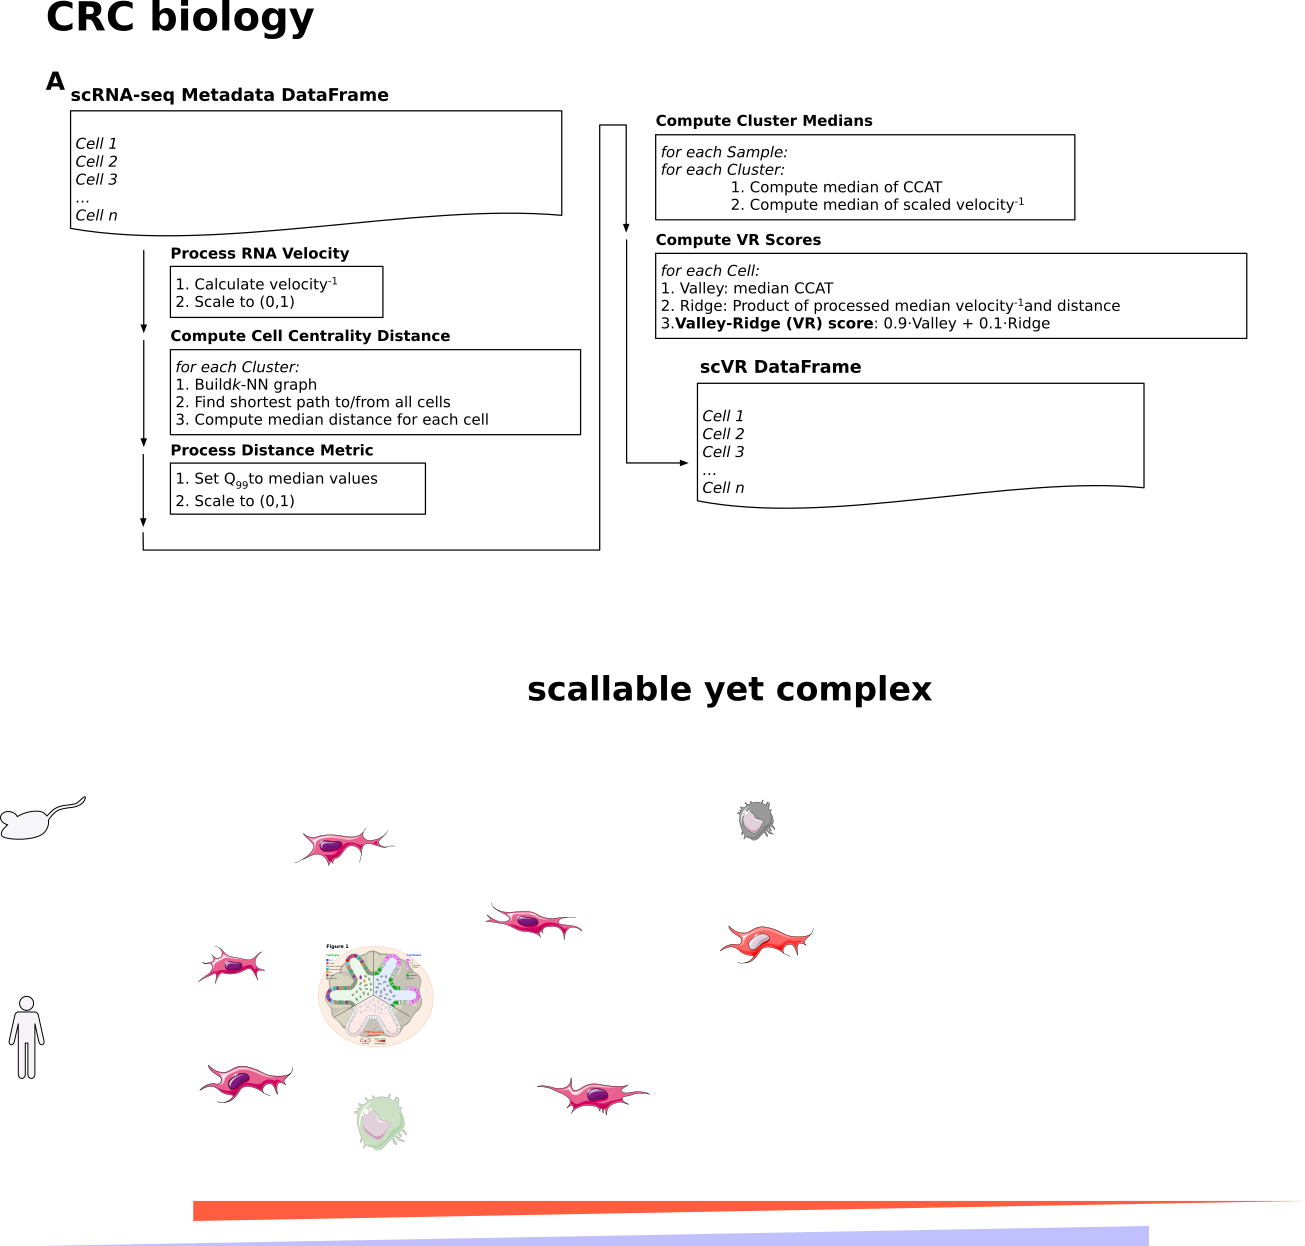 CRC biology
A
scRNA-seq Metadata DataFrame
Cell 1
Cell 2
Cell 3
...
Cell n
Process RNA Velocity
1. Calculate velocity-1
2. Scale to (0,1)
Compute Cell Centrality Distance
for each Cluster:
1. Buildk-NN graph
2. Find shortest path to/from all cells
3. Compute median distance for each cell
Process Distance Metric
1. Set Q99to median values
2. Scale to (0,1)
Compute Cluster Medians
for each Sample:
for each Cluster:
1. Compute median of CCAT
2. Compute median of scaled velocity-1
Compute VR Scores
for each Cell:
1. Valley: median CCAT
2. Ridge: Product of processed median velocity-1and distance
3.Valley-Ridge (VR) score: 0.9·Valley + 0.1·Ridge
scVR DataFrame
Cell 1
Cell 2
Cell 3
...
Cell n
scallable yet complex
Figure 1